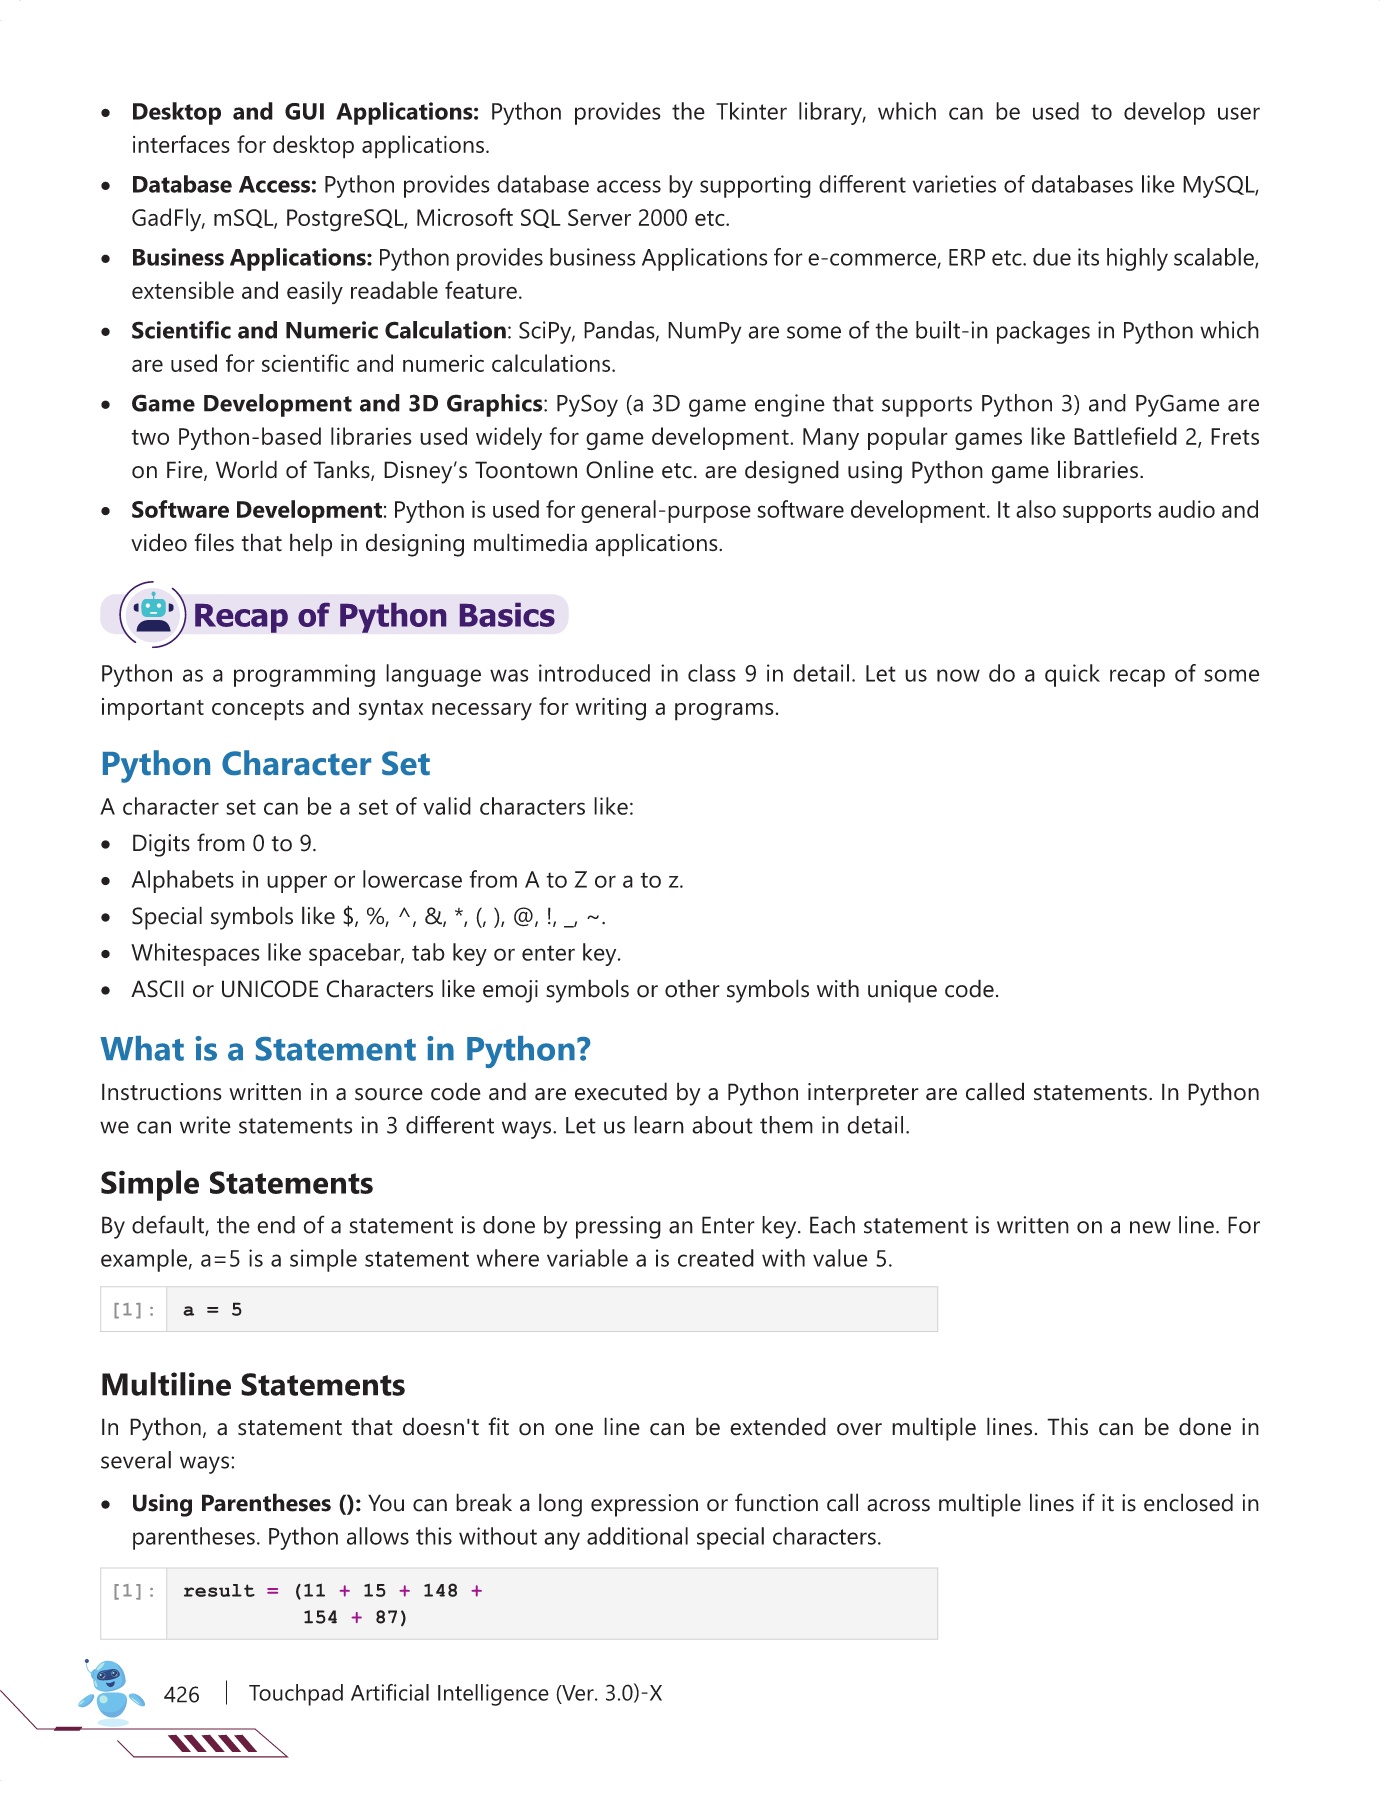 • Desktop and GUI Applications: Python provides the Tkinter library, which can be used to develop user
interfaces for desktop applications.
• Database Access: Python provides database access by supporting different varieties of databases like MySQL,
GadFly, mSQL, PostgreSQL, Microsoft SQL Server 2000 etc.
• Business Applications: Python provides business Applications for e-commerce, ERP etc. due its highly scalable,
extensible and easily readable feature.
• Scientific and Numeric Calculation: SciPy, Pandas, NumPy are some of the built-in packages in Python which
are used for scientific and numeric calculations.
• Game Development and 3D Graphics: PySoy (a 3D game engine that supports Python 3) and PyGame are
two Python-based libraries used widely for game development. Many popular games like Battlefield 2, Frets
on Fire, World of Tanks, Disney’s Toontown Online etc. are designed using Python game libraries.
• Software Development: Python is used for general-purpose software development. It also supports audio and
video files that help in designing multimedia applications.
Recap of Python Basics
Python as a programming language was introduced in class 9 in detail. Let us now do a quick recap of some
important concepts and syntax necessary for writing a programs.
Python Character Set
A character set can be a set of valid characters like:
• Digits from 0 to 9.
• Alphabets in upper or lowercase from A to Z or a to z.
• Special symbols like $, %, ^, &, *, (, ), @, !, _, ~.
• Whitespaces like spacebar, tab key or enter key.
• ASCII or UNICODE Characters like emoji symbols or other symbols with unique code.
What is a Statement in Python?
Instructions written in a source code and are executed by a Python interpreter are called statements. In Python
we can write statements in 3 different ways. Let us learn about them in detail.
Simple Statements
By default, the end of a statement is done by pressing an Enter key. Each statement is written on a new line. For
example, a=5 is a simple statement where variable a is created with value 5.
[1]: a = 5
Multiline Statements
In Python, a statement that doesn't fit on one line can be extended over multiple lines. This can be done in
several ways:
• Using Parentheses (): You can break a long expression or function call across multiple lines if it is enclosed in
parentheses. Python allows this without any additional special characters.
[1]: result = (11 + 15 + 148 +
154 + 87)
426 | Touchpad Artificial Intelligence (Ver. 3.0)-X